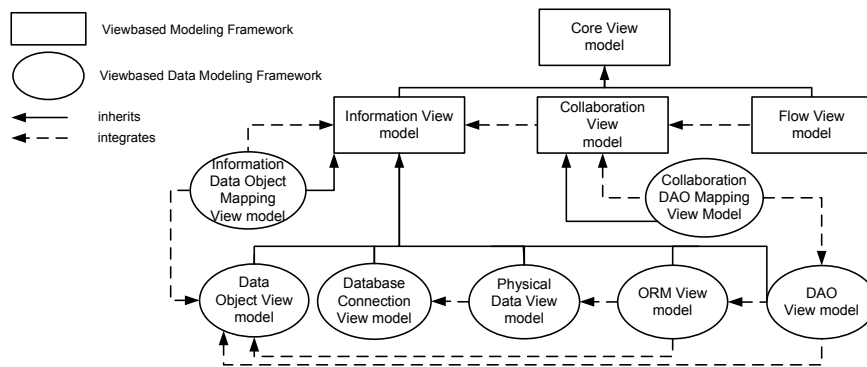 Viewbased Modeling Framework
Viewbased Data Modeling Framework
inherits
integrates
Core View
model
Information View
model
Collaboration
View
model
Flow View
model
Information
Data Object
Mapping
View model
Collaboration
DAO Mapping
View Model
Data
Object View
model
Database
Connection
View model
Physical
Data View
model
ORM View
model
DAO
View model